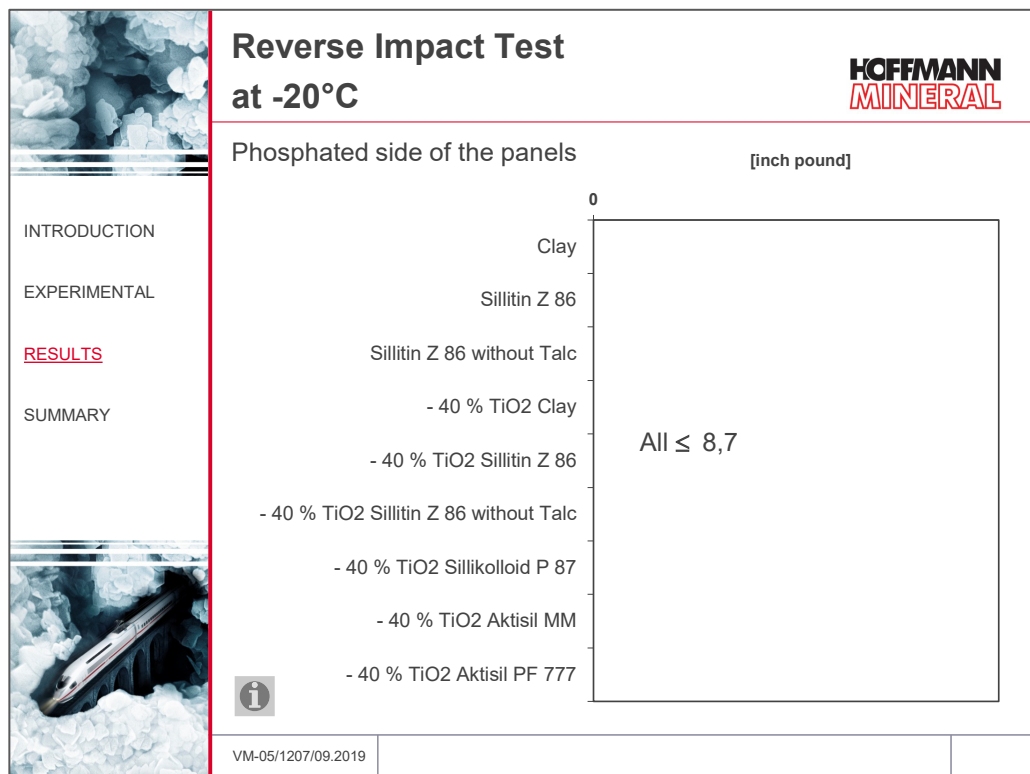 Reverse Impact Test
at -20°C
HOFFMANN
MINERAL
Phosphated side of the panels
[inch pound]
0
INTRODUCTION
EXPERIMENTAL
RESULTS
SUMMARY
Clay
Sillitin Z 86
Sillitin Z 86 without Talc
- 40 % TiO2 Clay
- 40 % TiO2 Sillitin Z 86
- 40 % TiO2 Sillitin Z 86 without Talc
- 40 % TiO2 Sillikolloid P 87
- 40 % TiO2 Aktisil MM
- 40 % TiO2 Aktisil PF 777
All ≤ 8,7
i
VM-05/1207/09.2019